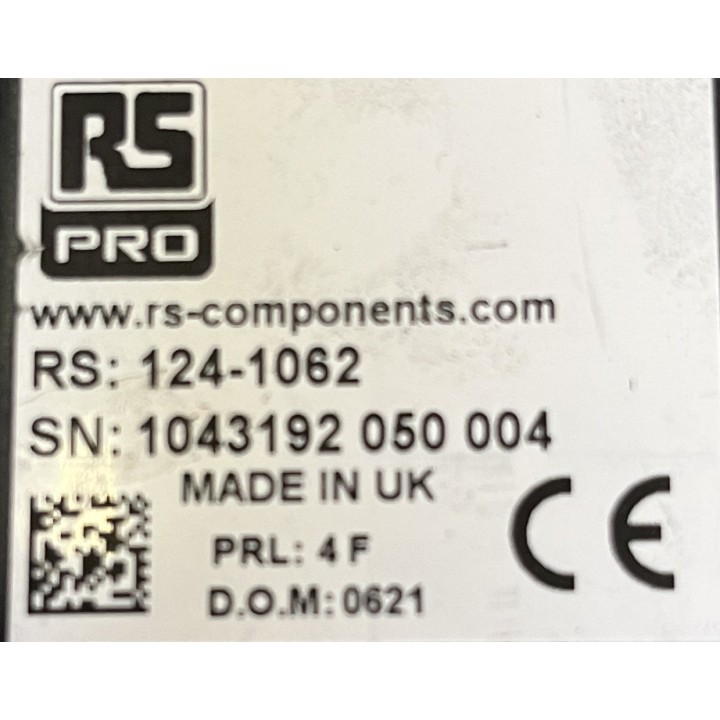 RS
PRO
www.rs-components.com
RS: 124-1062
SN: 1043192 050 004
MADE IN UK
PRL: 4 F
D.O.M: 0621
CE